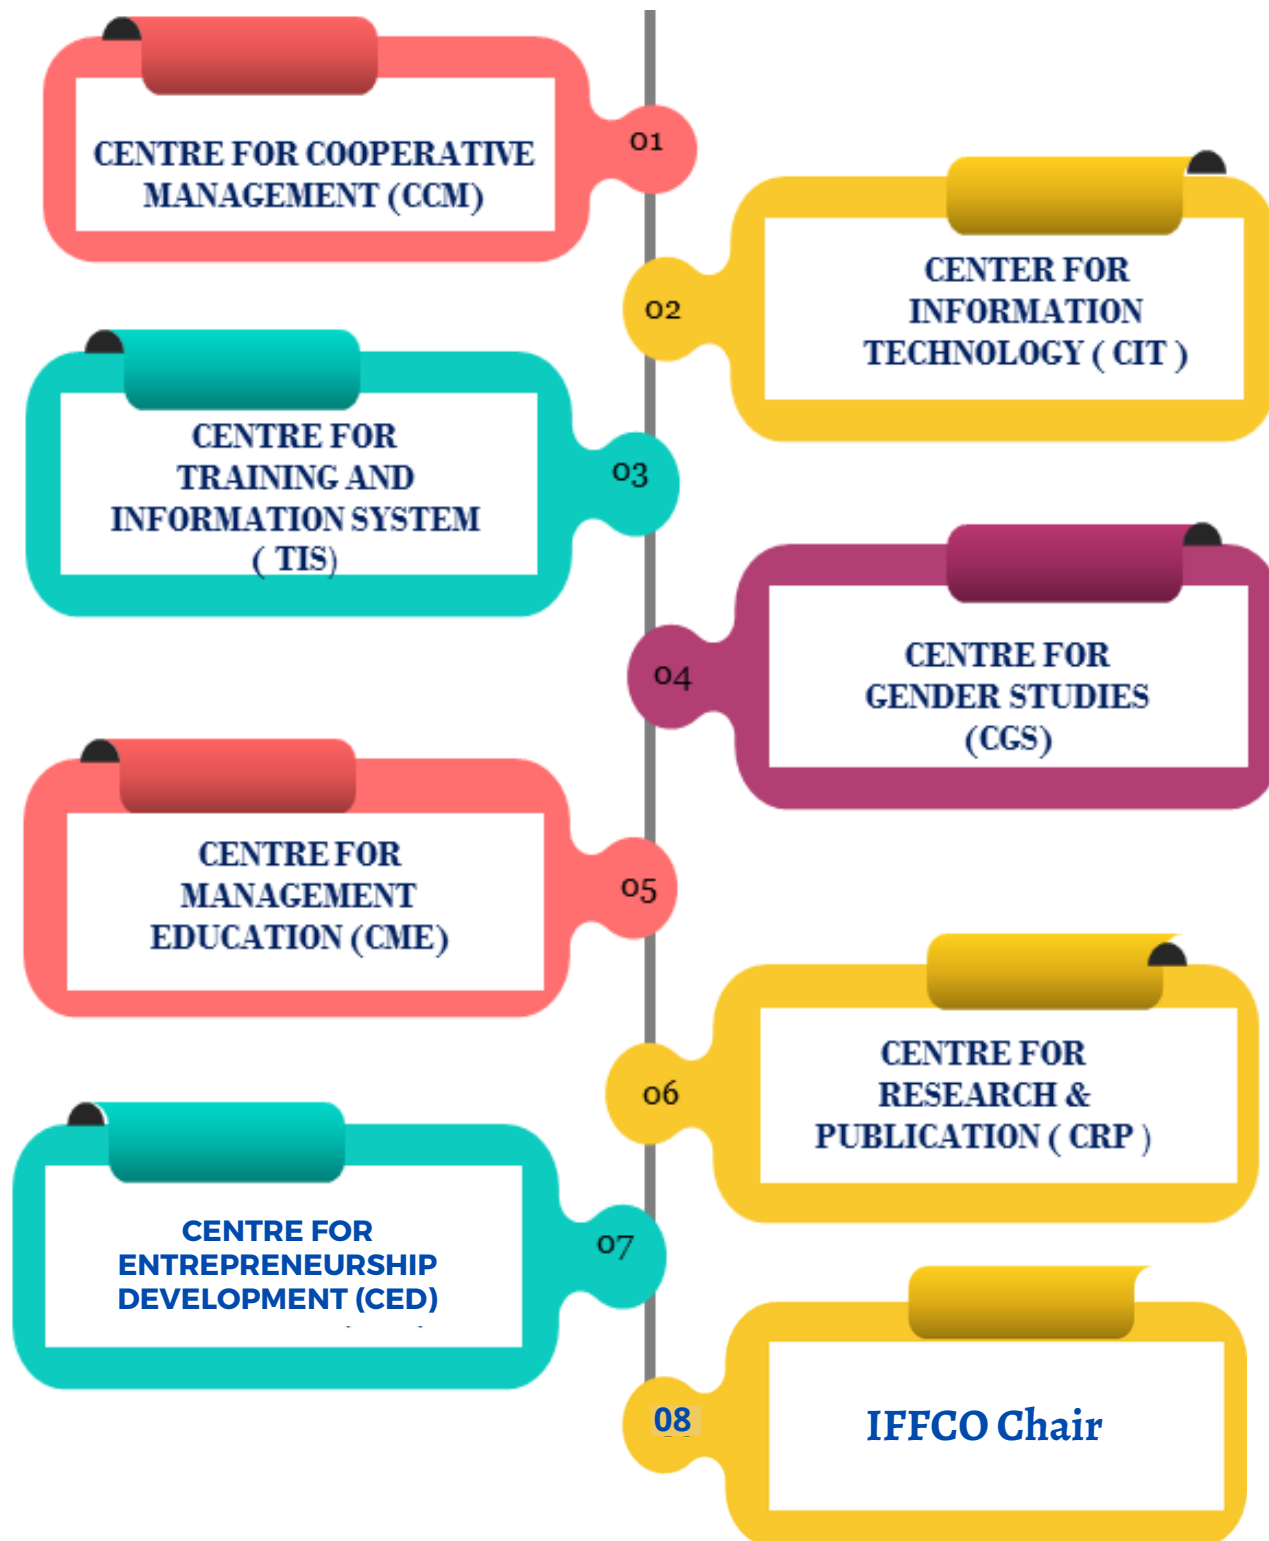 01
CENTRE FOR COOPERATIVE
MANAGEMENT (CCM)
02
CENTER FOR
INFORMATION
TECHNOLOGY ( CIT )
03
CENTRE FOR
TRAINING AND
INFORMATION SYSTEM
( TIS)
04
CENTRE FOR
GENDER STUDIES
(CGS)
05
CENTRE FOR
MANAGEMENT
EDUCATION (CME)
06
CENTRE FOR
RESEARCH &
PUBLICATION ( CRP )
07
CENTRE FOR
ENTREPRENEURSHIP
DEVELOPMENT (CED)
08
IFFCO Chair